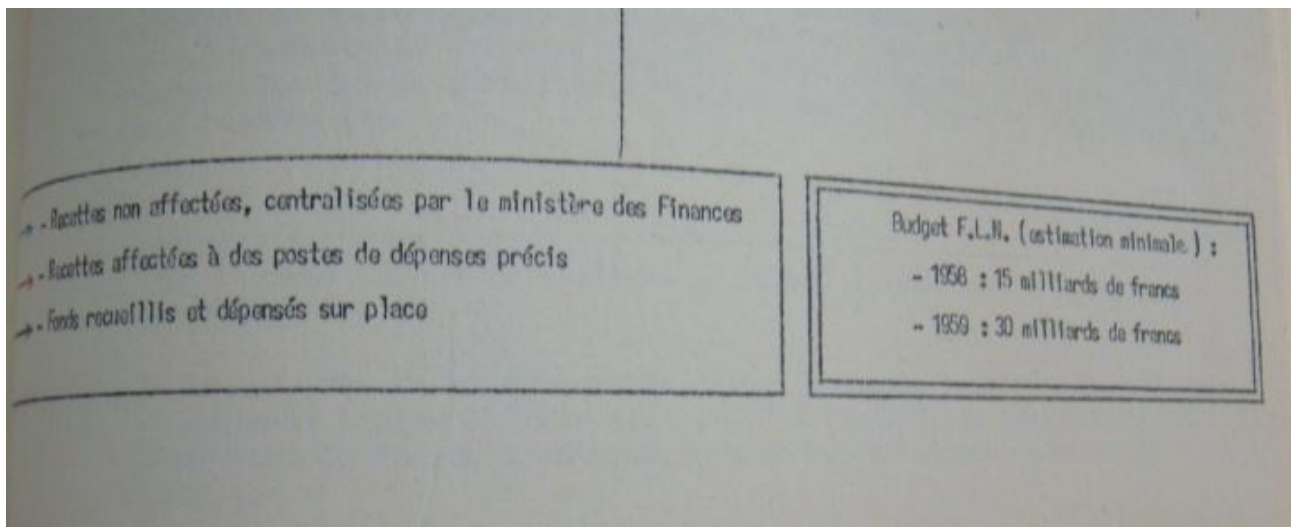 → - Recettes non affectées, centralisées par le ministère des Finances
→ - Recettes affectées à des postes de dépenses précis
→ - Fonds recueillis et dépensés sur place
Budget F.L.N. (estimation minimale) :
- 1958 : 15 milliards de francs
- 1959 : 30 milliards de francs